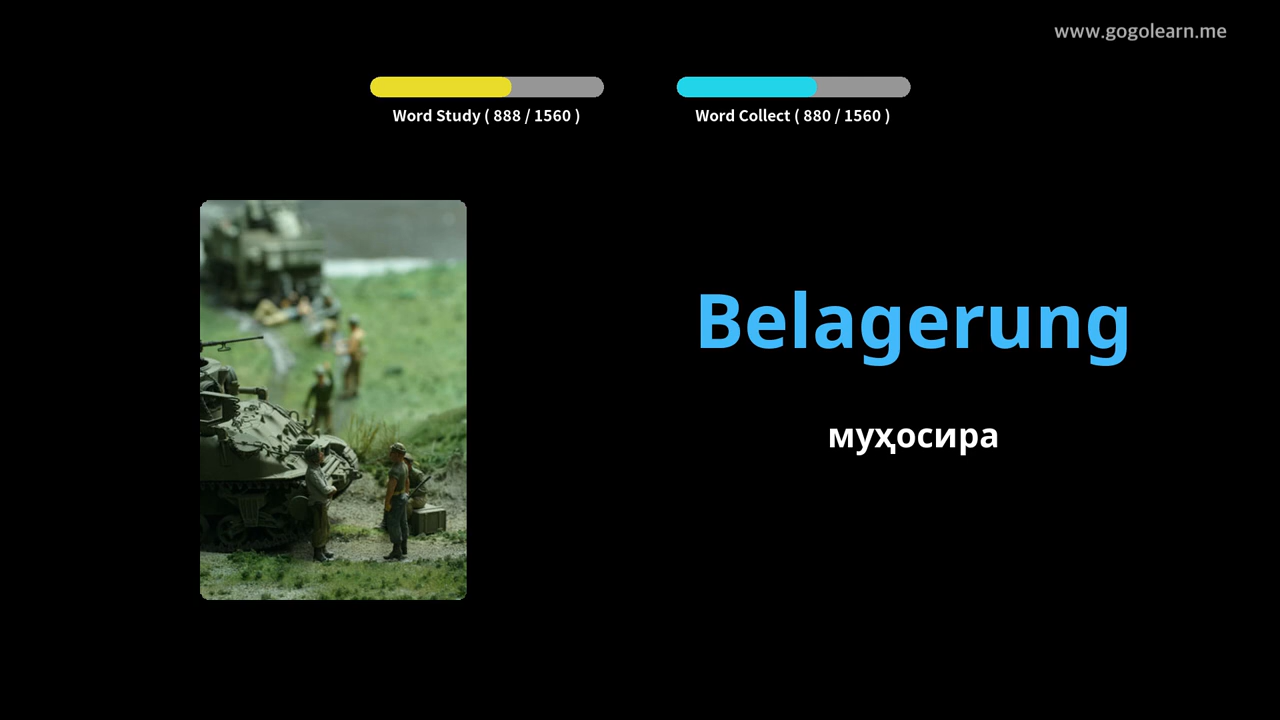 www.gogolearn.me
Word Study ( 888 / 1560 )
Word Collect ( 880 / 1560 )
Belagerung
муҳосира